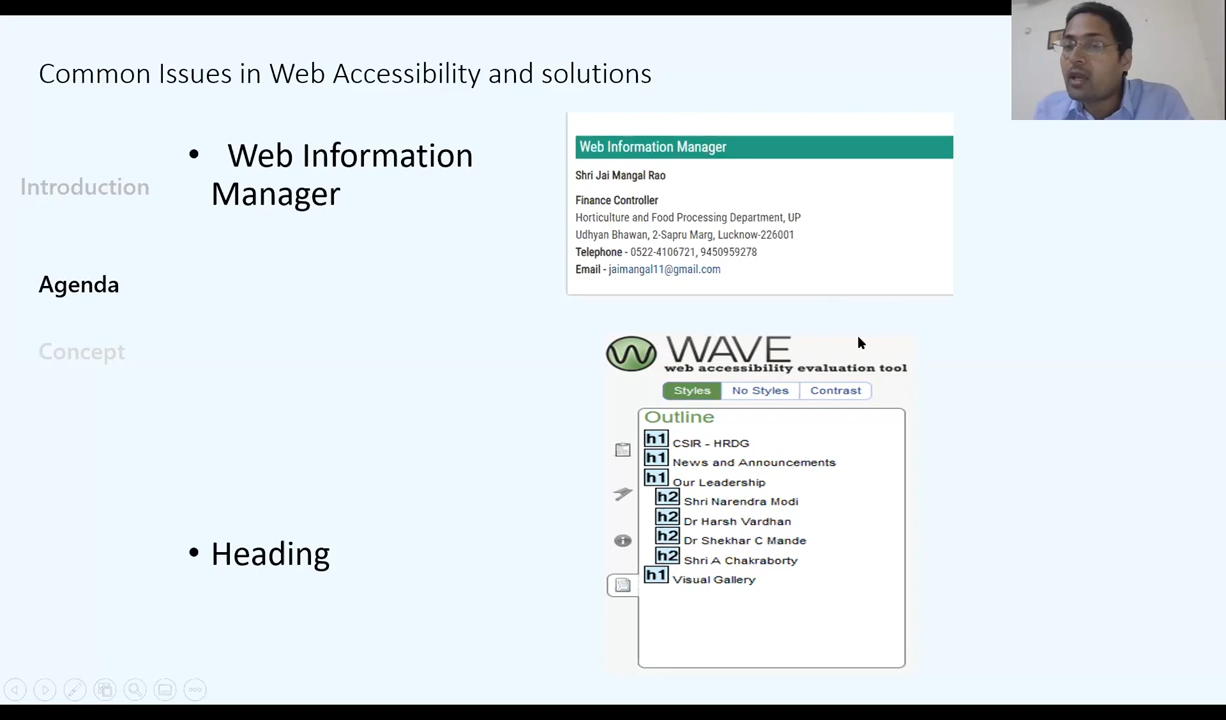 Common Issues in Web Accessibility and solutions
Introduction
Agenda
Concept
• Web Information
Manager
• Heading
Web Information Manager
Shri Jai Mangal Rao
Finance Controller
Horticulture and Food Processing Department, UP
Udhyan Bhawan, 2-Sapru Marg, Lucknow-226001
Telephone - 0522-4106721, 9450959278
Email - jaimangal11@gmail.com
WAVE
web accessibility evaluation tool
Styles No Styles Contrast
Outline
h1 CSIR - HRDG
h1 News and Announcements
h1 Our Leadership
h2 Shri Narendra Modi
h2 Dr Harsh Vardhan
h2 Dr Shekhar C Mande
h2 Shri A Chakraborty
h1 Visual Gallery